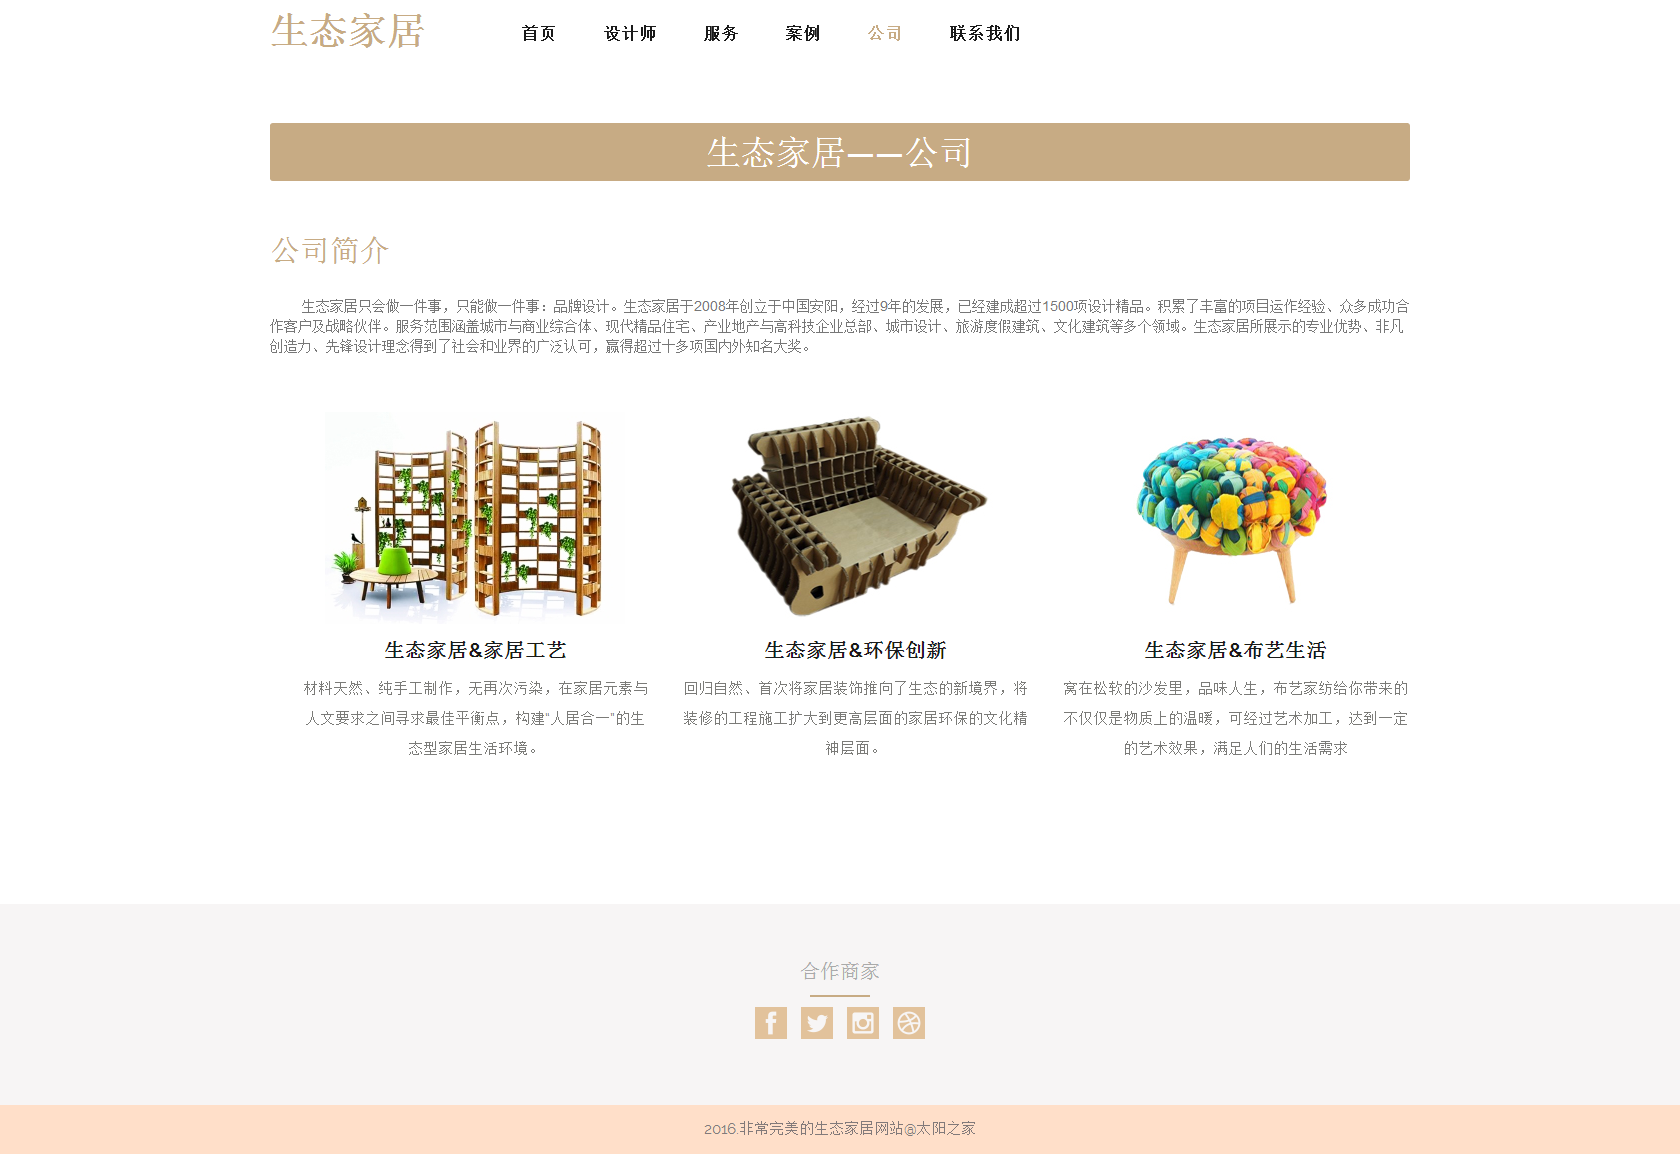 生态家居
首页 设计师 服务 案例 公司 联系我们
生态家居——公司
公司简介
生态家居只会做一件事，只能做一件事：品牌设计。生态家居于2008年创立于中国安阳，经过9年的发展，已经建成超过1500项设计精品。积累了丰富的项目运作经验、众多成功合
作客户及战略伙伴。服务范围涵盖城市与商业综合体、现代精品住宅、产业地产与高科技企业总部、城市设计、旅游度假建筑、文化建筑等多个领域。生态家居所展示的专业优势、非凡
创造力、先锋设计理念得到了社会和业界的广泛认可，赢得超过十多项国内外知名大奖。
生态家居&家居工艺
材料天然、纯手工制作，无再次污染，在家居元素与
人文要求之间寻求最佳平衡点，构建“人居合一”的生
态型家居生活环境。
生态家居&环保创新
回归自然、首次将家居装饰推向了生态的新境界，将
装修的工程施工扩大到更高层面的家居环保的文化精
神层面。
生态家居&布艺生活
窝在松软的沙发里，品味人生，布艺家纺给你带来的
不仅仅是物质上的温暖，可经过艺术加工，达到一定
的艺术效果，满足人们的生活需求
合作商家
2016.非常完美的生态家居网站@太阳之家